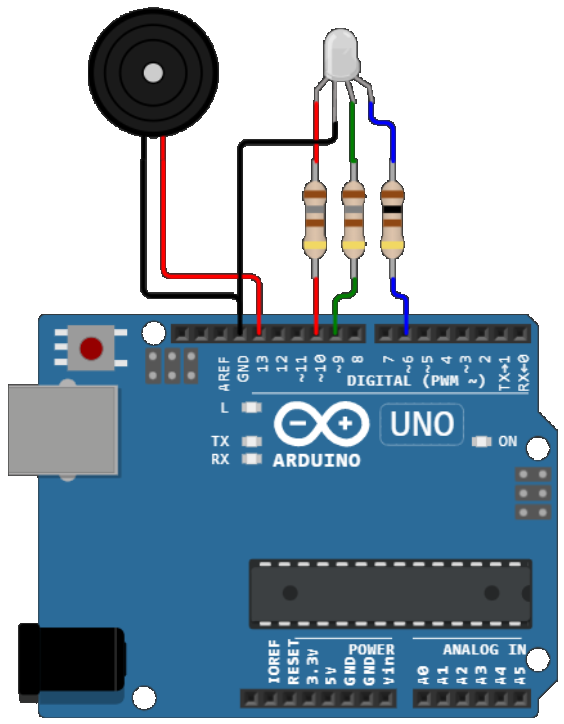 AREF
GND
13
12
~11
~10
~9
8
7
~6
~5
4
~3
2
TX→1
RX←0
DIGITAL (PWM ~)
L
TX
RX
ARDUINO
UNO
ON
POWER
ANALOG IN
IOREF
RESET
3.3V
5V
GND
GND
Vin
A0
A1
A2
A3
A4
A5